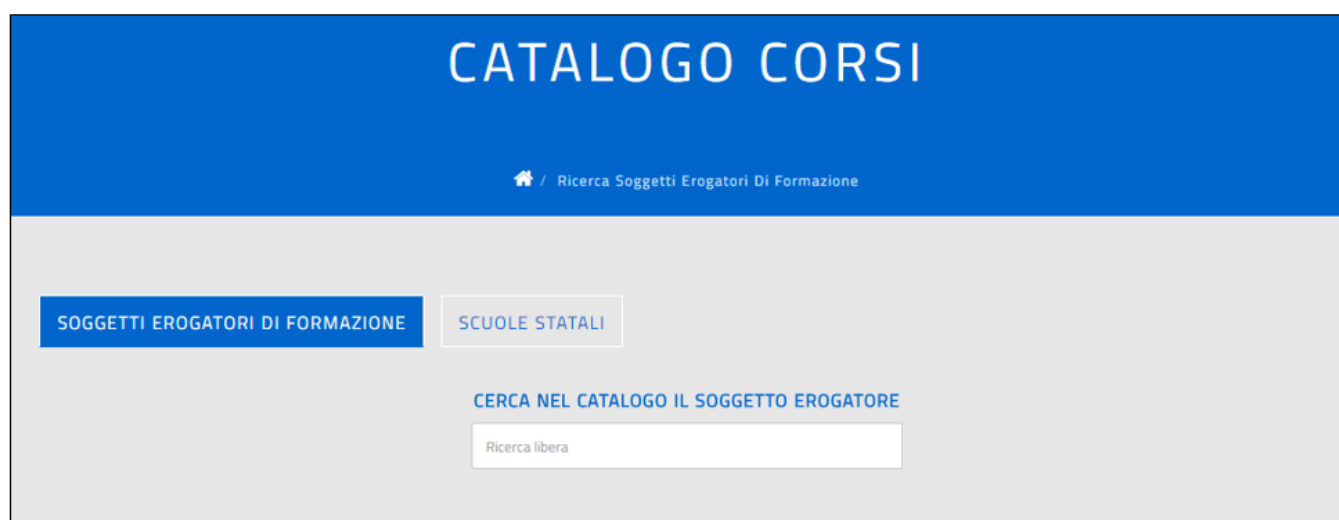 CATALOGO CORSI
/ Ricerca Soggetti Erogatori Di Formazione
SOGGETTI EROGATORI DI FORMAZIONE SCUOLE STATALI
CERCA NEL CATALOGO IL SOGGETTO EROGATORE
Ricerca libera